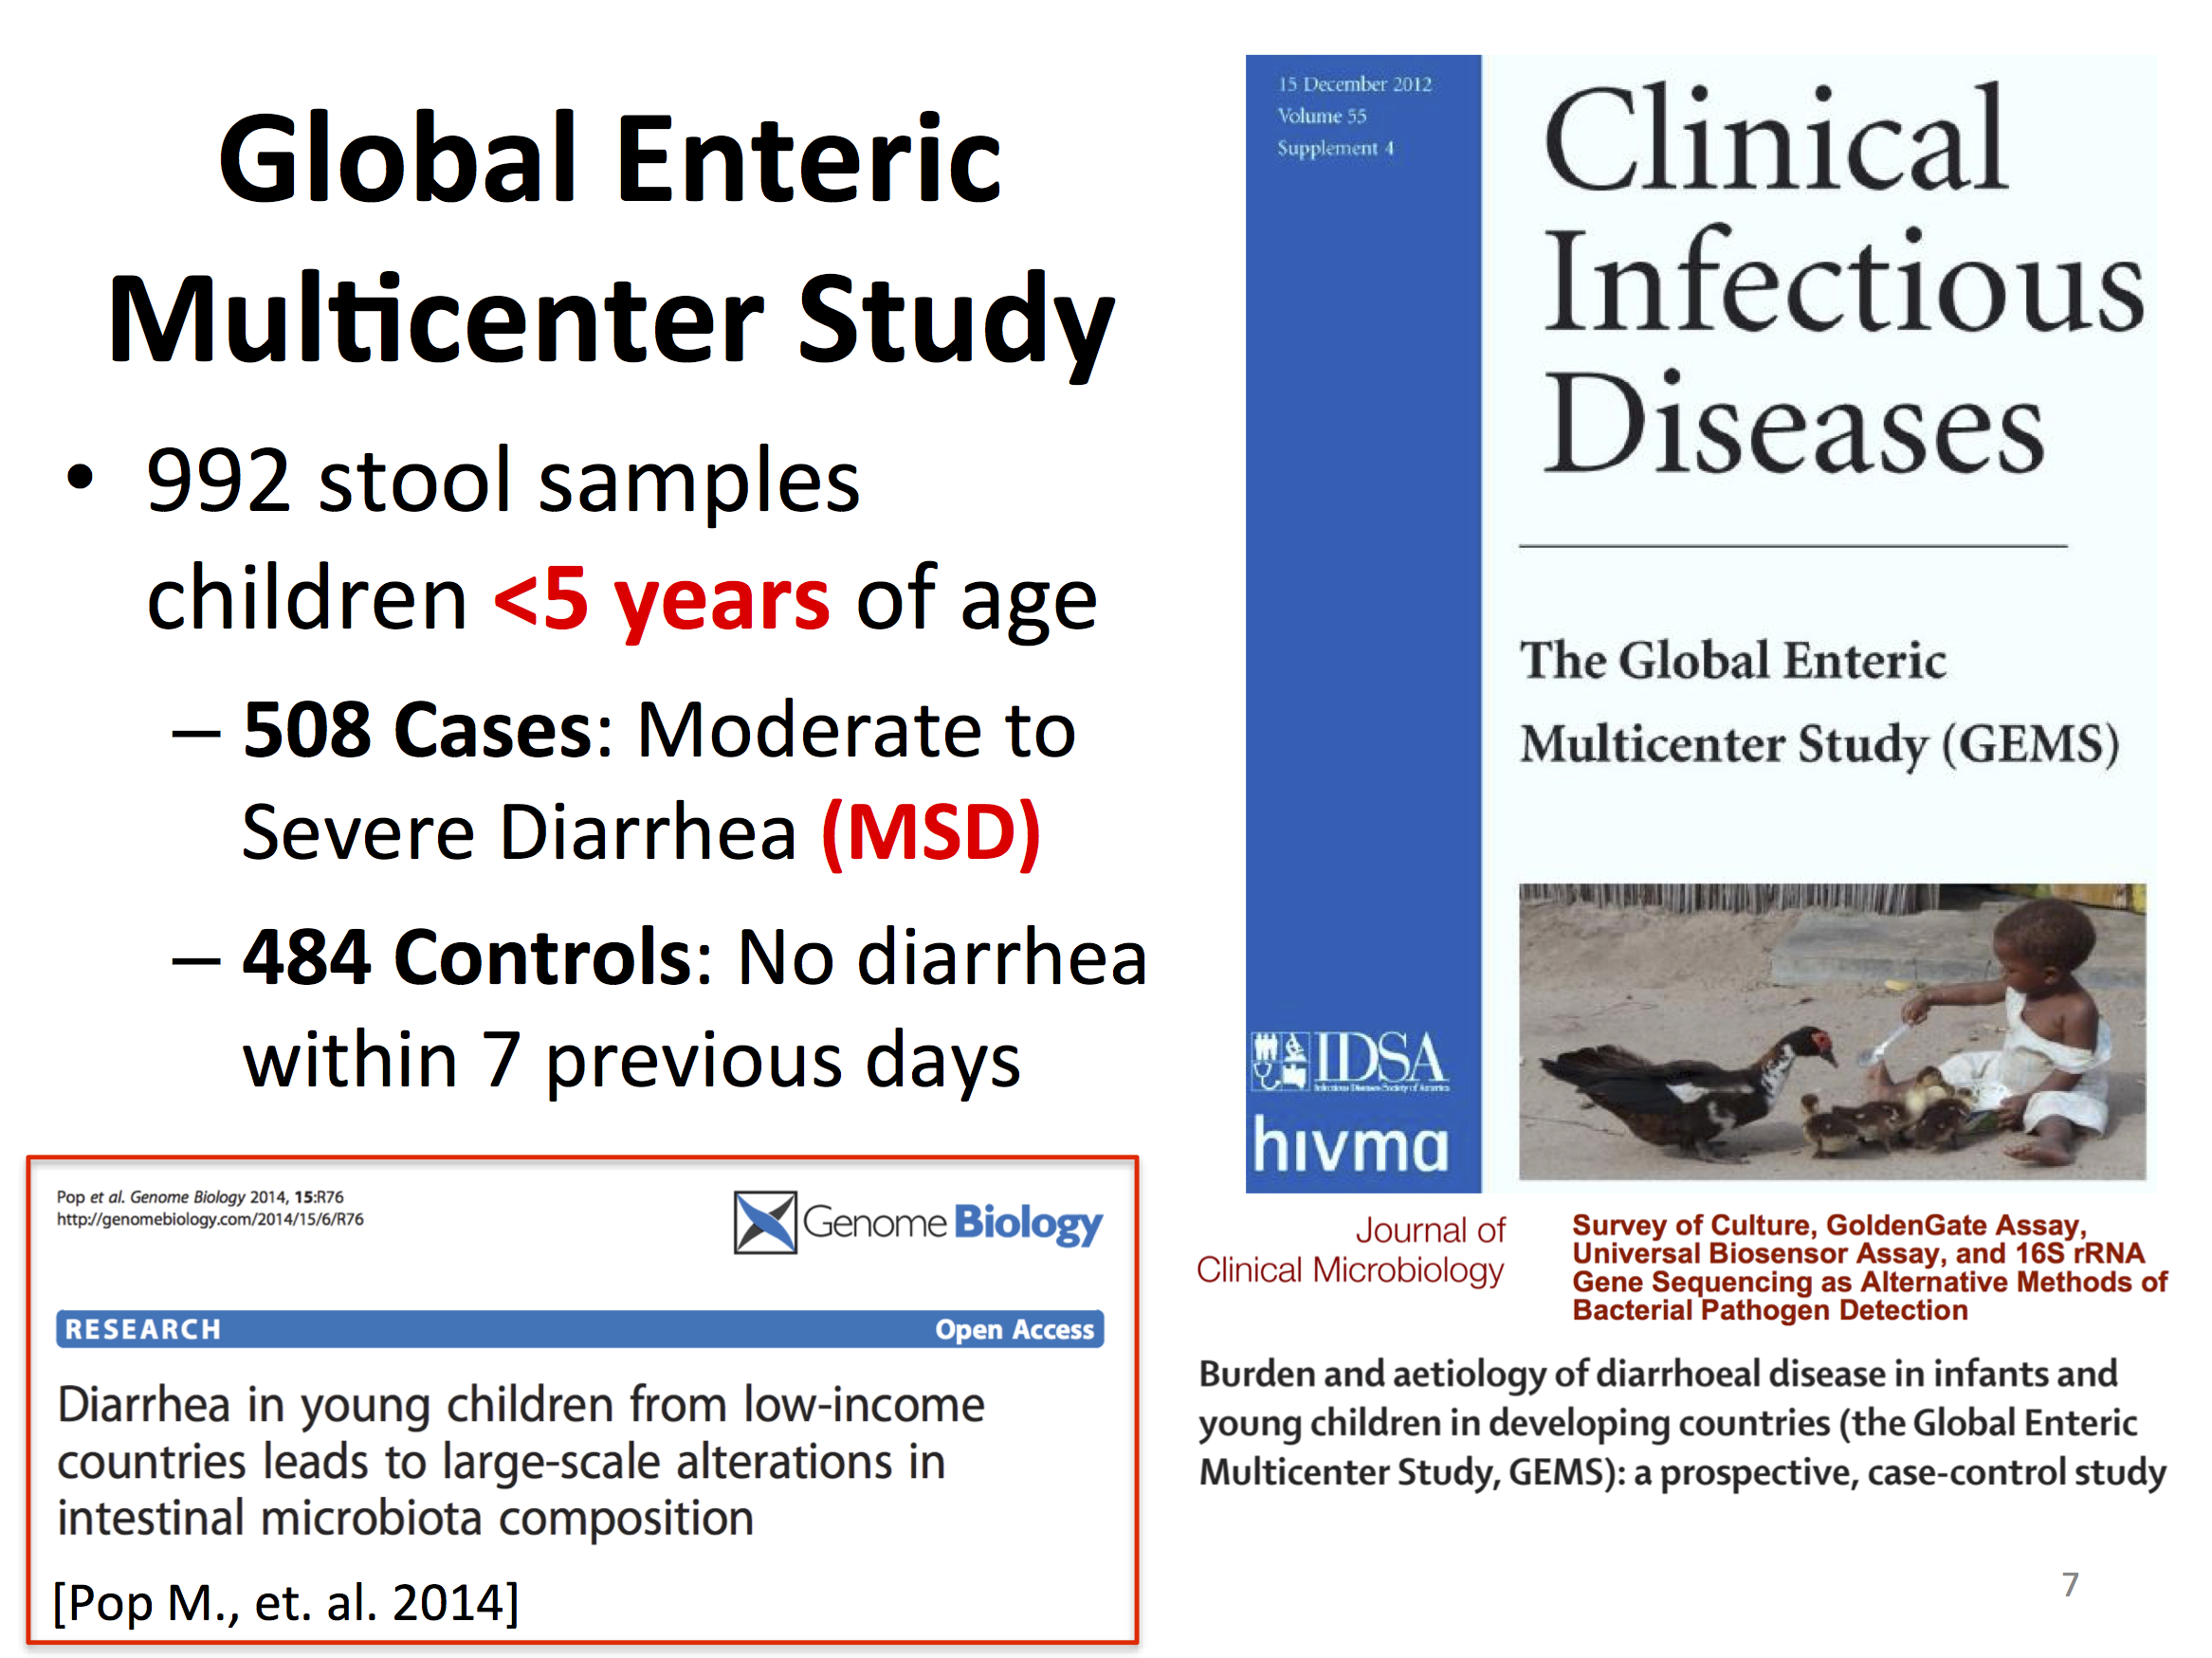 Global Enteric
Multicenter Study
• 992 stool samples
children <5 years of age
– 508 Cases: Moderate to
Severe Diarrhea (MSD)
– 484 Controls: No diarrhea
within 7 previous days
Pop et al. Genome Biology 2014, 15:R76
http://genomebiology.com/2014/15/6/R76
Genome Biology
RESEARCH Open Access
Diarrhea in young children from low-income
countries leads to large-scale alterations in
intestinal microbiota composition
[Pop M., et. al. 2014]
15 December 2012
Volume 55
Supplement 4
Clinical
Infectious
Diseases
The Global Enteric
Multicenter Study (GEMS)
IDSA
Infectious Diseases Society of America
hivma
Journal of
Clinical Microbiology
Survey of Culture, GoldenGate Assay,
Universal Biosensor Assay, and 16S rRNA
Gene Sequencing as Alternative Methods of
Bacterial Pathogen Detection
Burden and aetiology of diarrhoeal disease in infants and
young children in developing countries (the Global Enteric
Multicenter Study, GEMS): a prospective, case-control study
7